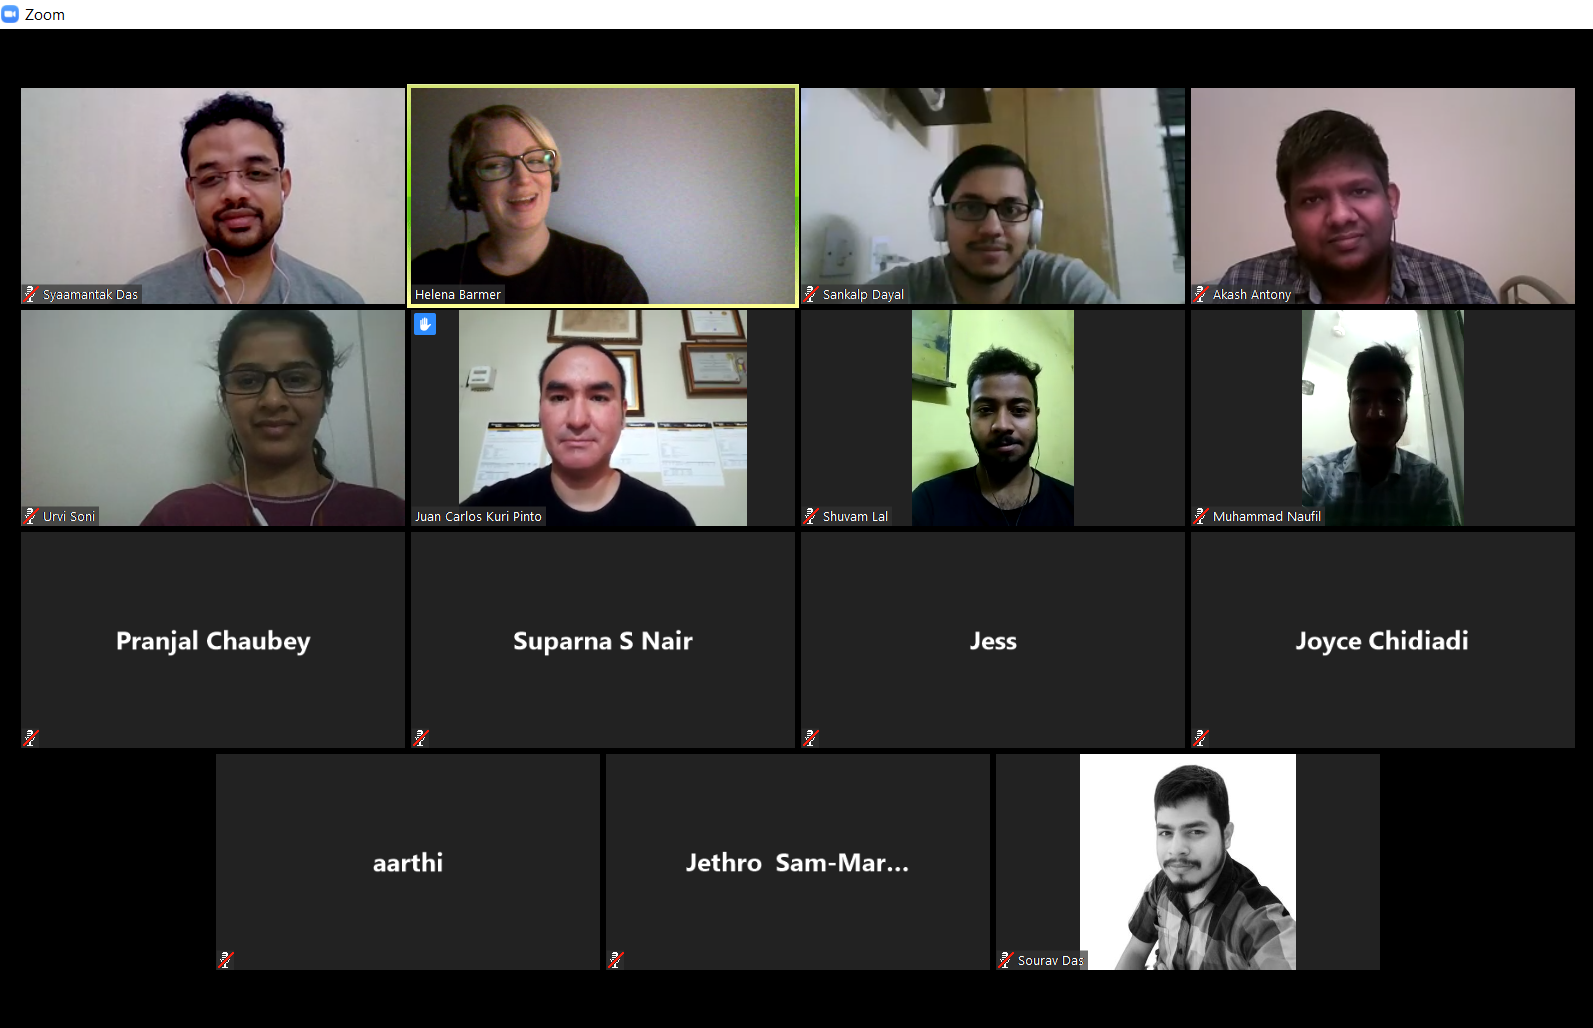 Zoom
Syaamantak Das
Helena Barmer
Sankalp Dayal
Akash Antony
Urvi Soni
Juan Carlos Kuri Pinto
Shuvam Lal
Muhammad Naufil
Pranjal Chaubey
Suparna S Nair
Jess
Joyce Chidiadi
aarthi
Jethro  Sam-Mar...
Sourav Das